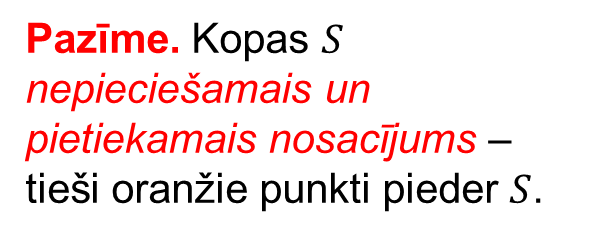 Pazīme. Kopas S
nepieciešamais un
pietiekamais nosacījums –
tieši oranžie punkti pieder S.